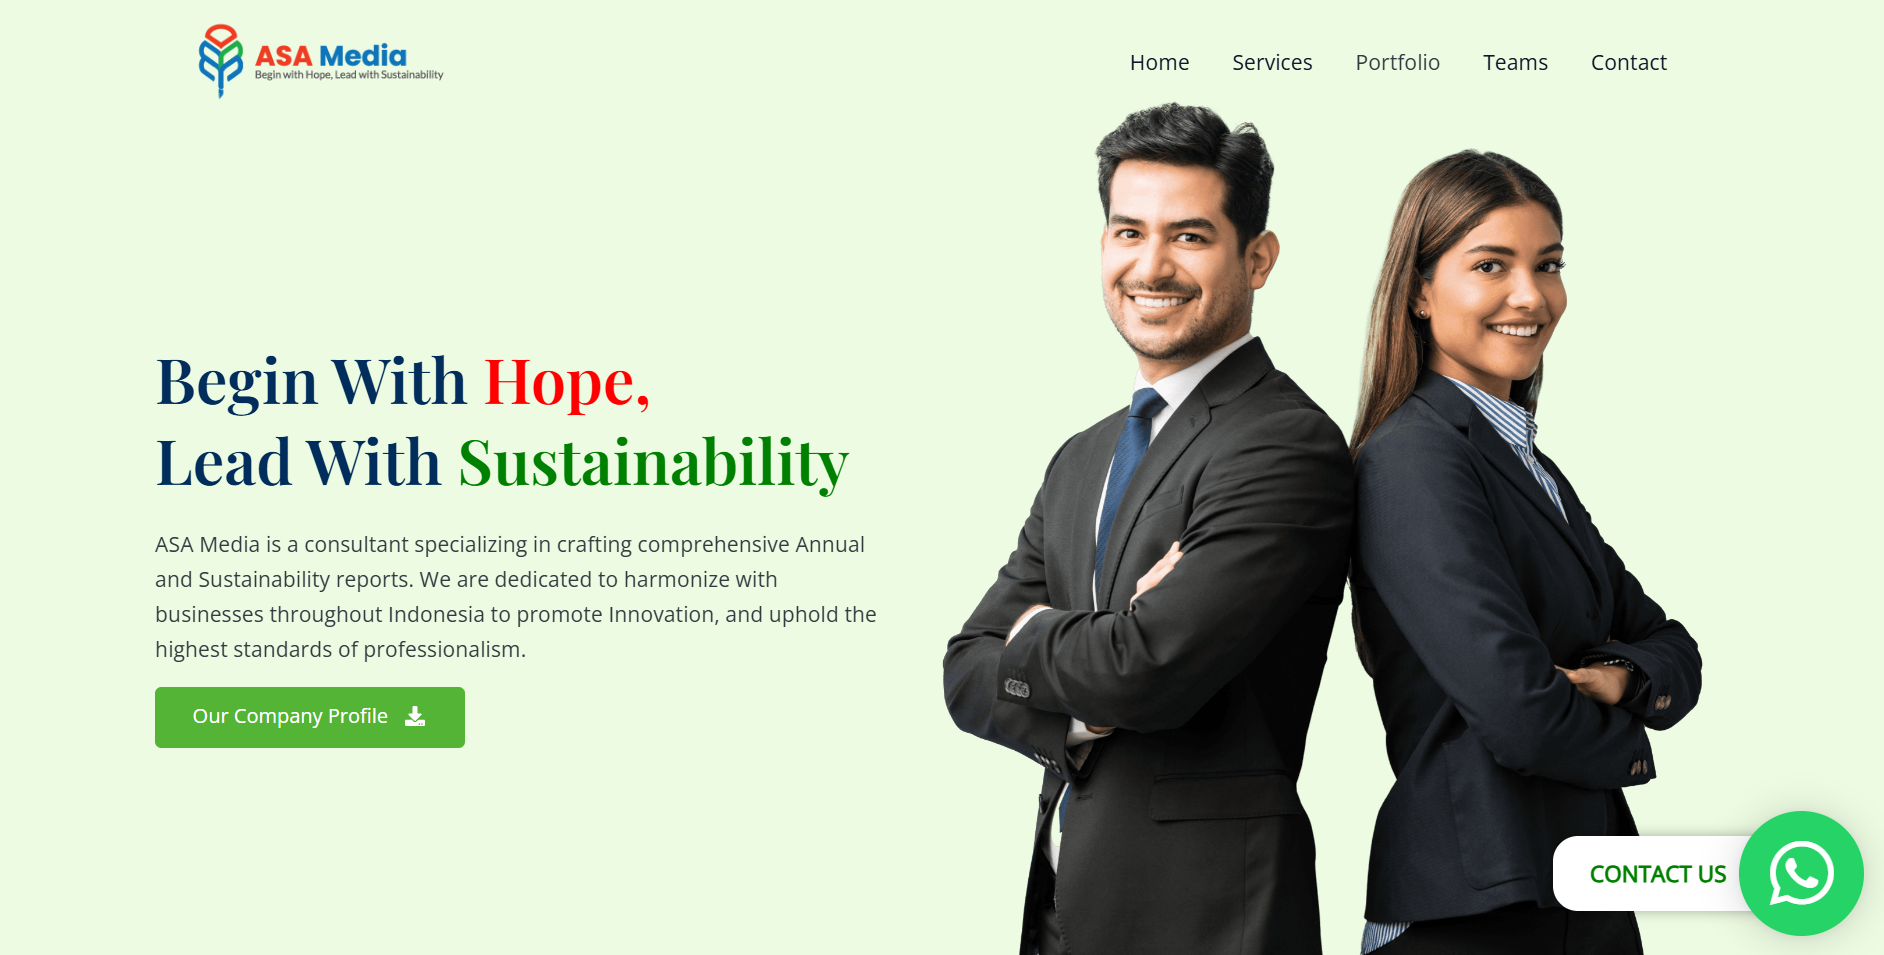 ASA Media
Begin with Hope, Lead with Sustainability
Home Services Portfolio Teams Contact
Begin With Hope,
Lead With Sustainability
ASA Media is a consultant specializing in crafting comprehensive Annual
and Sustainability reports. We are dedicated to harmonize with
businesses throughout Indonesia to promote Innovation, and uphold the
highest standards of professionalism.
Our Company Profile
CONTACT US